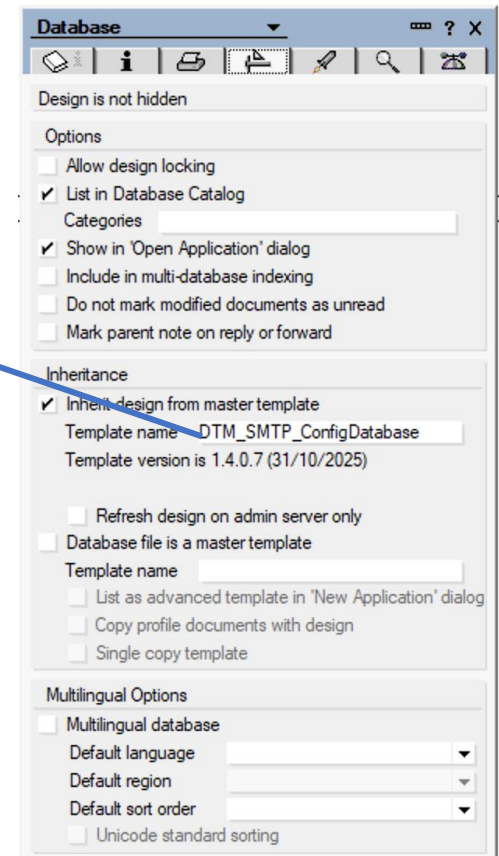 Database ? X
i
Design is not hidden
Options
Allow design locking
List in Database Catalog
Categories
Show in 'Open Application' dialog
Include in multi-database indexing
Do not mark modified documents as unread
Mark parent note on reply or forward
Inheritance
Inherit design from master template
Template name DTM_SMTP_ConfigDatabase
Template version is 1.4.0.7 (31/10/2025)
Refresh design on admin server only
Database file is a master template
Template name
List as advanced template in 'New Application' dialog
Copy profile documents with design
Single copy template
Multilingual Options
Multilingual database
Default language
Default region
Default sort order
Unicode standard sorting